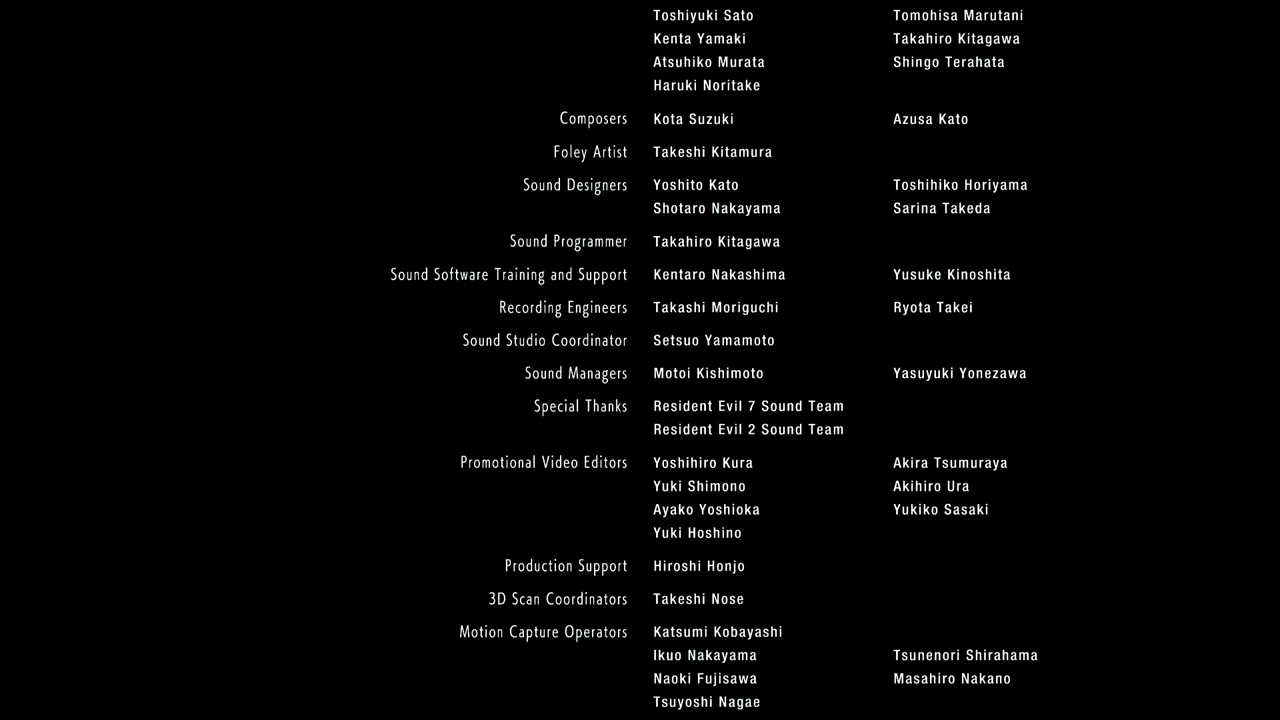 Toshiyuki Sato Tomohisa Marutani
Kenta Yamaki Takahiro Kitagawa
Atsuhiko Murata Shingo Terahata
Haruki Noritake
Composers Kota Suzuki Azusa Kato
Foley Artist Takeshi Kitamura
Sound Designers Yoshito Kato Toshihiko Horiyama
Shotaro Nakayama Sarina Takeda
Sound Programmer Takahiro Kitagawa
Sound Software Training and Support Kentaro Nakashima Yusuke Kinoshita
Recording Engineers Takashi Moriguchi Ryota Takei
Sound Studio Coordinator Setsuo Yamamoto
Sound Managers Motoi Kishimoto Yasuyuki Yonezawa
Special Thanks Resident Evil 7 Sound Team
Resident Evil 2 Sound Team
Promotional Video Editors Yoshihiro Kura Akira Tsumuraya
Yuki Shimono Akihiro Ura
Ayako Yoshioka Yukiko Sasaki
Yuki Hoshino
Production Support Hiroshi Honjo
3D Scan Coordinators Takeshi Nose
Motion Capture Operators Katsumi Kobayashi
Ikuo Nakayama Tsunenori Shirahama
Naoki Fujisawa Masahiro Nakano
Tsuyoshi Nagae